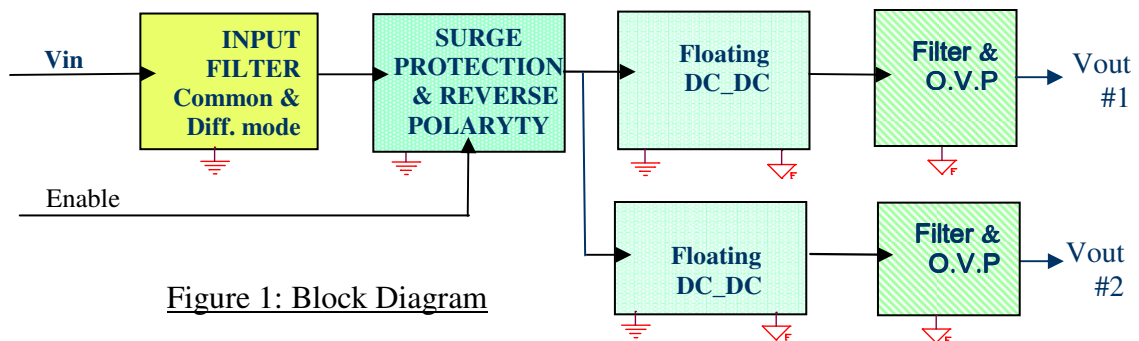 Vin
INPUT
FILTER
Common &
Diff. mode
SURGE
PROTECTION
& REVERSE
POLARYTY
Floating
DC_DC
Filter &
O.V.P
Vout
#1
Enable
Floating
DC_DC
Filter &
O.V.P
Vout
#2
F
F
F
F
Figure 1: Block Diagram